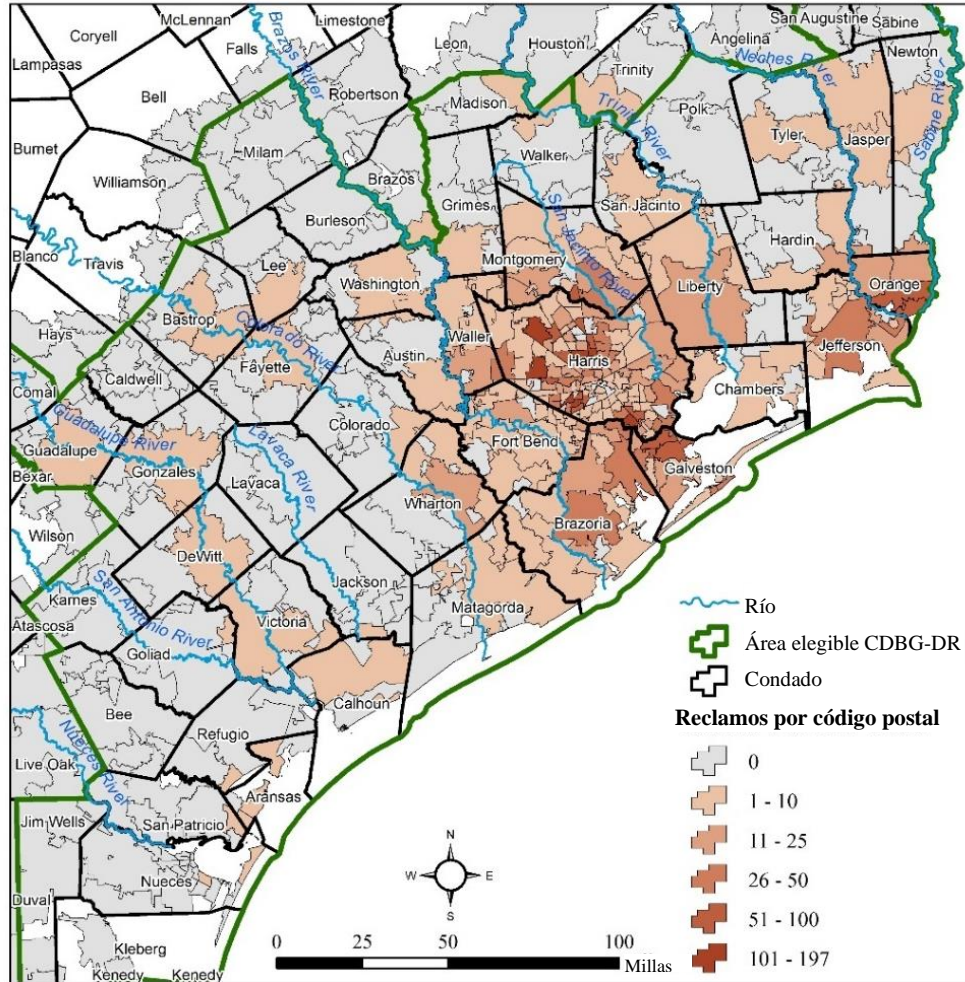 McLennan
Limestone
Coryell
Falls
Brazos River
Leon
Houston
Angelina
San Augustine
Sabine
Lampasas
Robertson
Trinity
Neches River
Newton
Bell
Madison
Trinity River
Polk
Sabine River
Burnet
Milam
Walker
Tyler
Jasper
Williamson
Brazos
Grimes
San Jacinto
Burleson
San Jacinto River
Hardin
Blanco
Travis
Lee
Washington
Montgomery
Liberty
Orange
Hays
Bastrop
Colorado River
Austin
Waller
Harris
Jefferson
Comal
Caldwell
Fayette
Chambers
Guadalupe River
Colorado
Fort Bend
Guadalupe
Lavaca River
Galveston
Bexar
Gonzales
Lavaca
Wharton
Brazoria
Wilson
DeWitt
San Antonio River
Jackson
Matagorda
Karnes
Victoria
Atascosa
Goliad
Calhoun
Bee
Nueces River
Refugio
Live Oak
Aransas
Jim Wells
San Patricio
Nueces
Duval
Kleberg
Kenedy
Kenedy
N
W
E
S
0 25 50 100
Millas
Río
Área elegible CDBG-DR
Condado
Reclamos por código postal
0
1 - 10
11 - 25
26 - 50
51 - 100
101 - 197